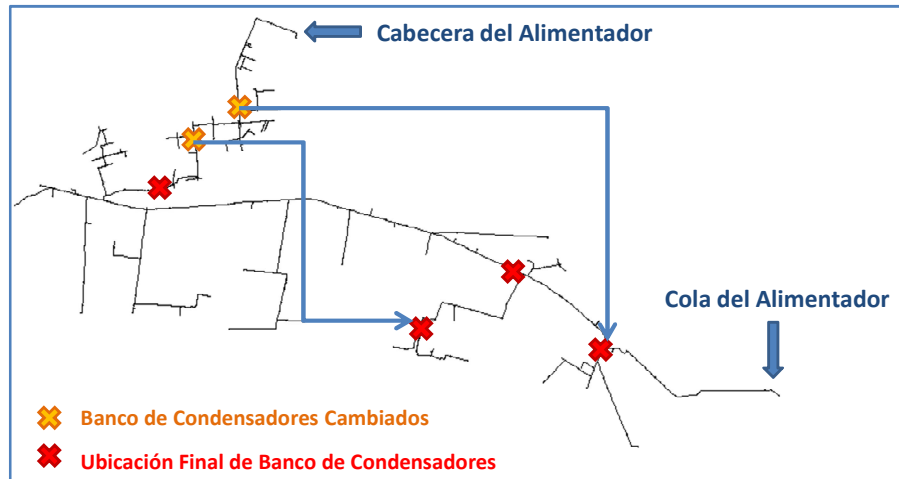 Cabecera del Alimentador
Cola del Alimentador
Banco de Condensadores Cambiados
Ubicación Final de Banco de Condensadores